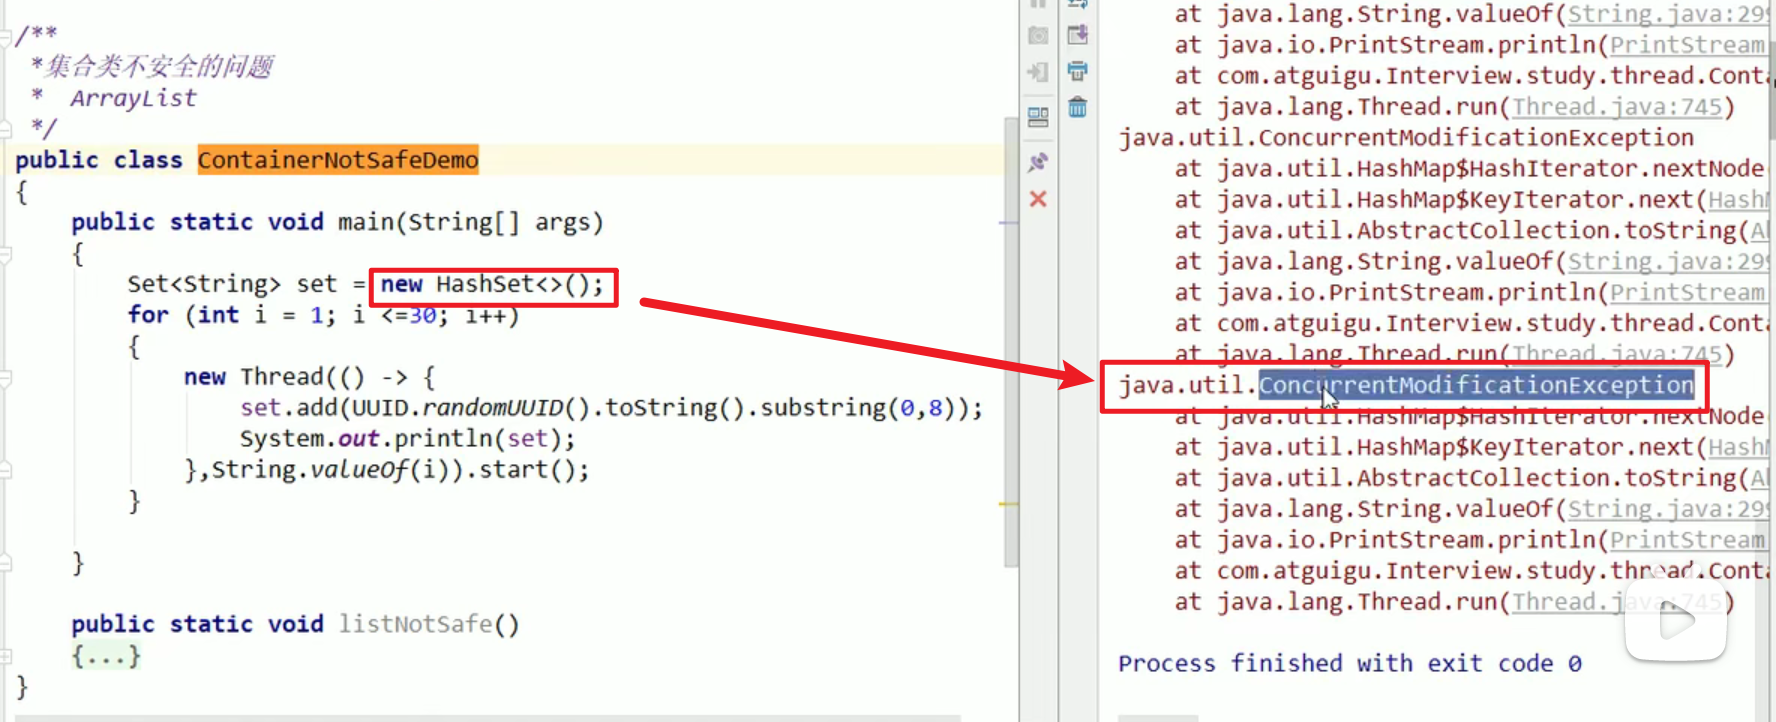 /**
*集合类不安全的问题
* ArrayList
*/
public class ContainerNotSafeDemo
{
public static void main(String[] args)
{
Set<String> set = new HashSet<>();
for (int i = 1; i <=30; i++)
{
new Thread(() -> {
set.add(UUID.randomUUID().toString().substring(0,8));
System.out.println(set);
},String.valueOf(i)).start();
}
}
public static void listNotSafe()
{...}
}
at java.lang.String.valueOf(String.java:299
at java.io.PrintStream.println(PrintStream
at com.atguigu.Interview.study.thread.Conta
at java.lang.Thread.run(Thread.java:745)
java.util.ConcurrentModificationException
at java.util.HashMap$HashIterator.nextNode
at java.util.HashMap$KeyIterator.next(Hash
at java.util.AbstractCollection.toString(A
at java.lang.String.valueOf(String.java:299
at java.io.PrintStream.println(PrintStream
at com.atguigu.Interview.study.thread.Conta
at java.lang.Thread.run(Thread.java:745)
java.util.ConcurrentModificationException
at java.util.HashMap$HashIterator.nextNode
at java.util.HashMap$KeyIterator.next(Hash
at java.util.AbstractCollection.toString(A
at java.lang.String.valueOf(String.java:299
at java.io.PrintStream.println(PrintStream
at com.atguigu.Interview.study.thread.Conta
at java.lang.Thread.run(Thread.java:745)
Process finished with exit code 0